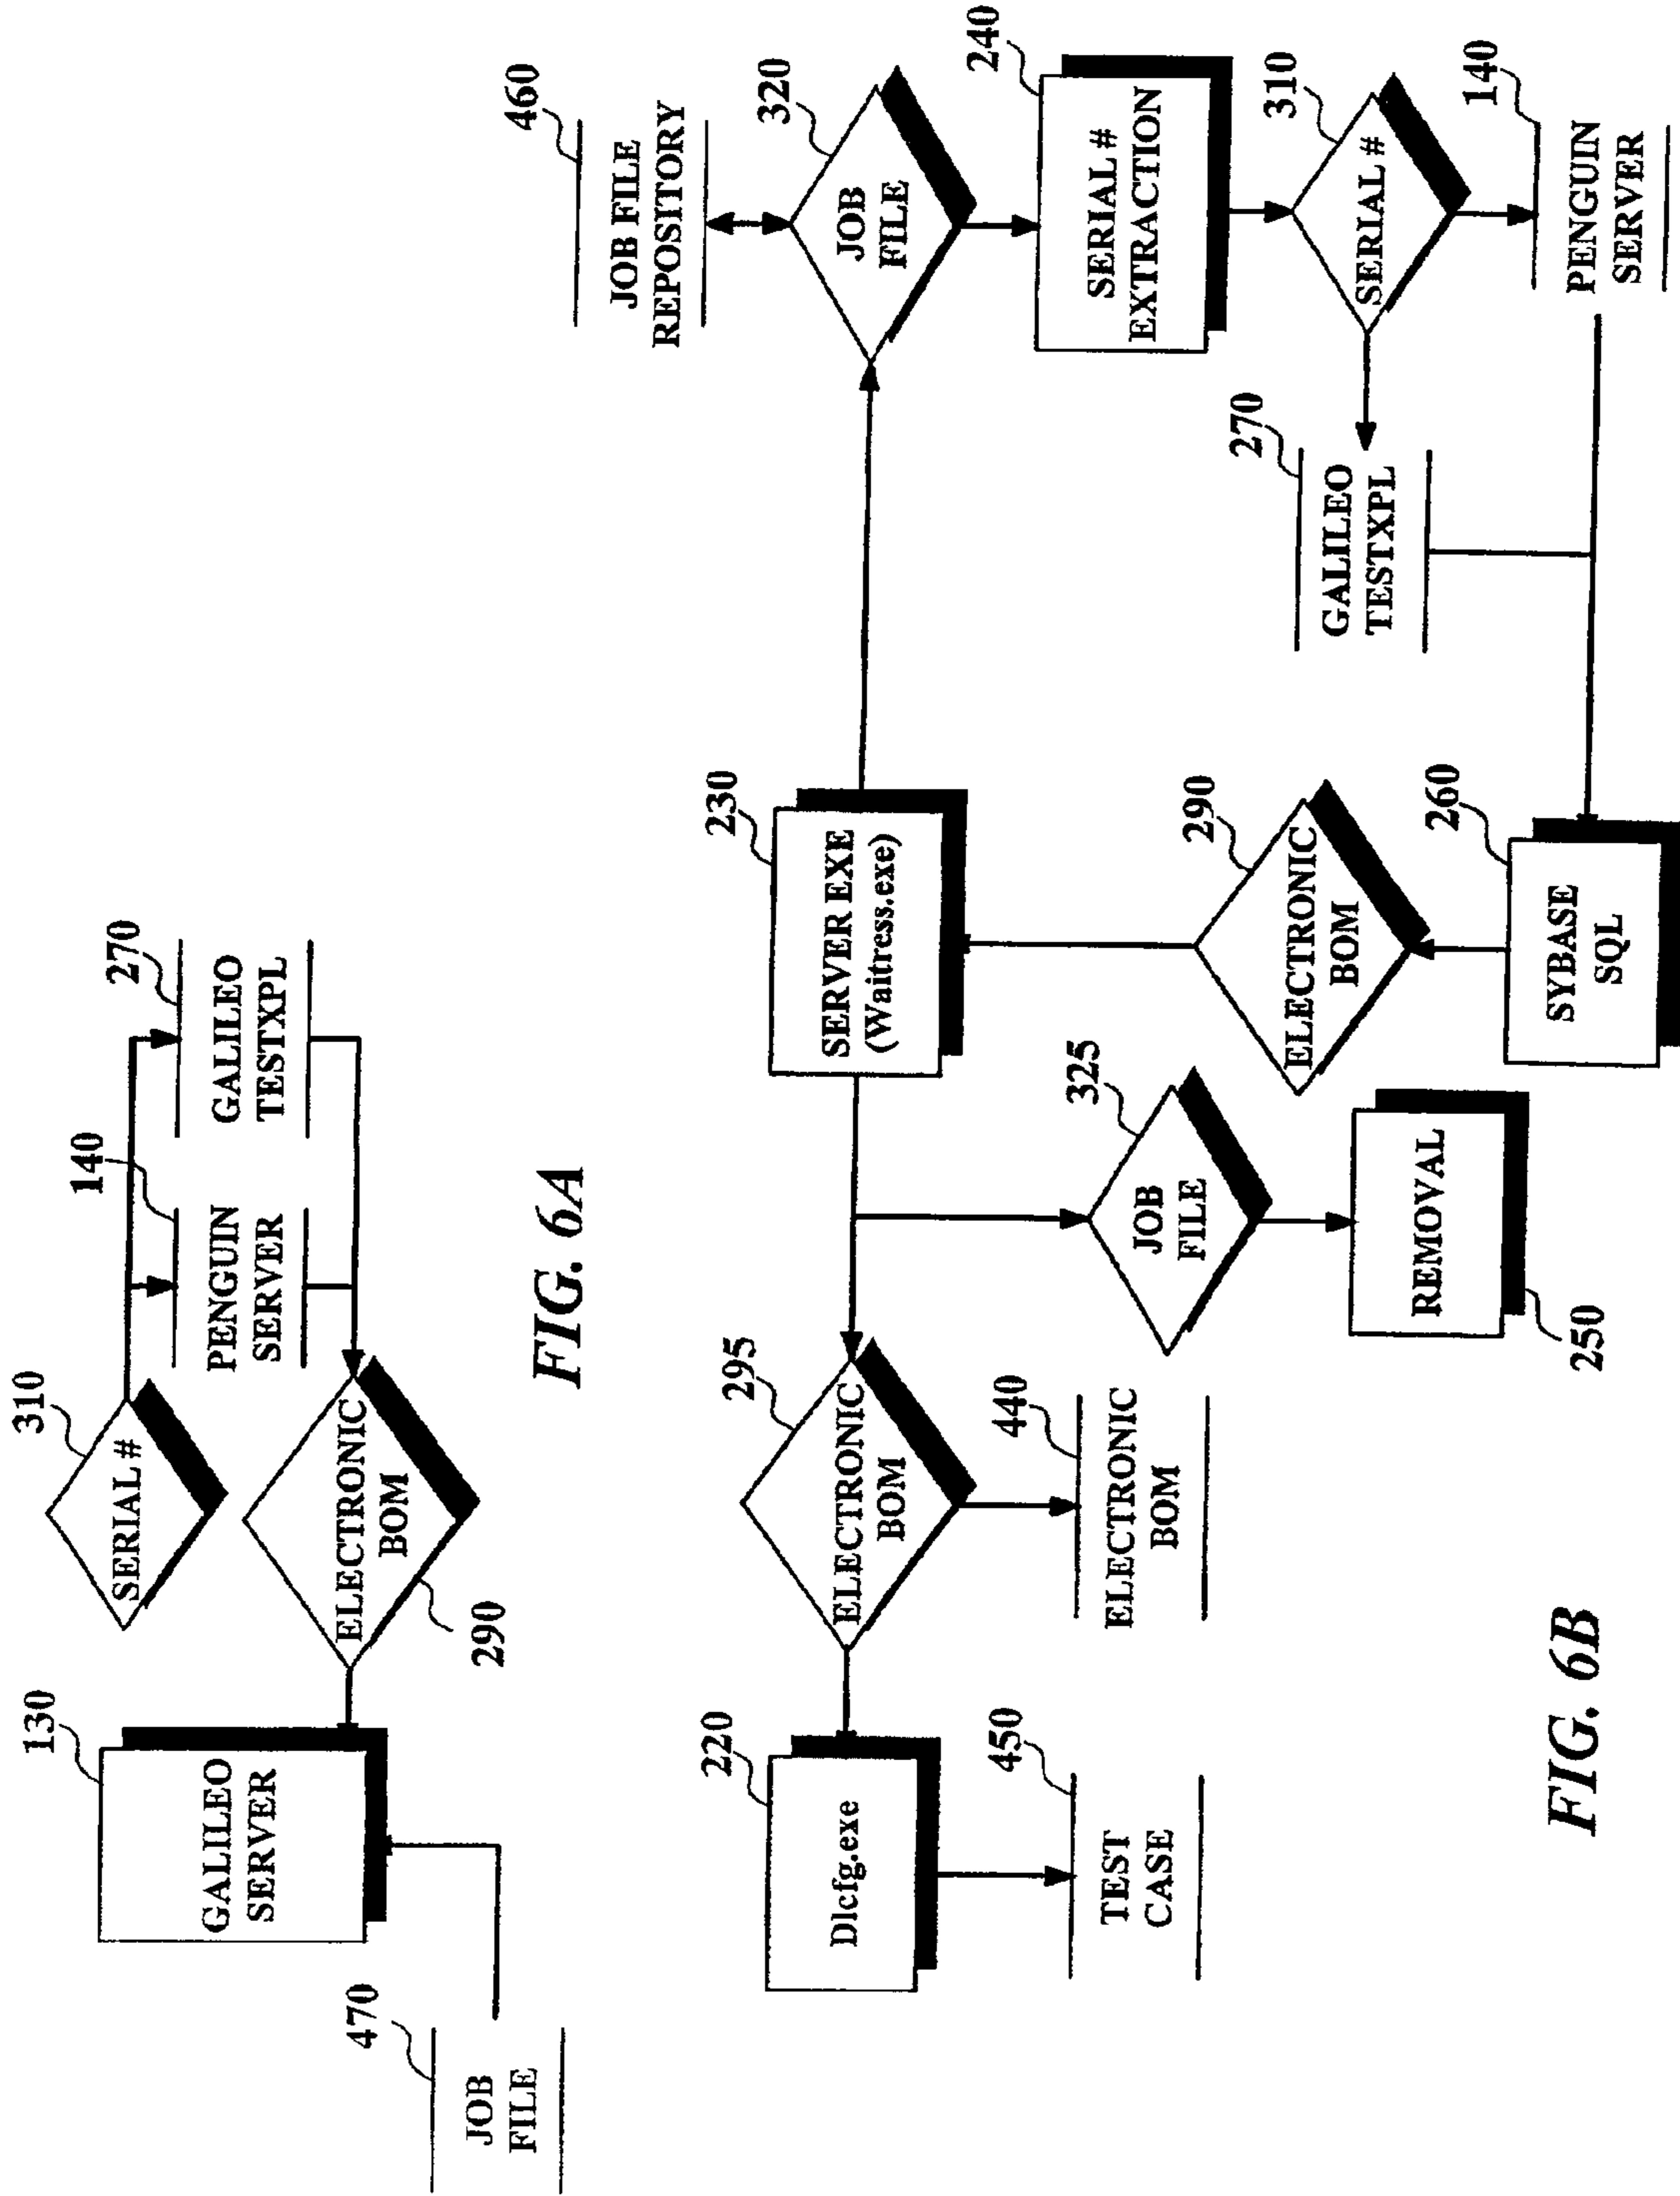 310
SERIAL #
140
270
PENGUIN
SERVER
GALILEO
TESTXPL
130
GALILEO
SERVER
ELECTRONIC
BOM
290
470
JOB
FILE
FIG. 6A
460
JOB FILE
REPOSITORY
320
JOB
FILE
230
SERVER EXE
(Waitress.exe)
295
ELECTRONIC
BOM
220
Dlcfg.exe
240
SERIAL #
EXTRACTION
325
JOB
FILE
440
ELECTRONIC
BOM
450
TEST
CASE
290
ELECTRONIC
BOM
270
GALILEO
TESTXPL
310
SERIAL #
REMOVAL
250
260
SYBASE
SQL
140
PENGUIN
SERVER
FIG. 6B